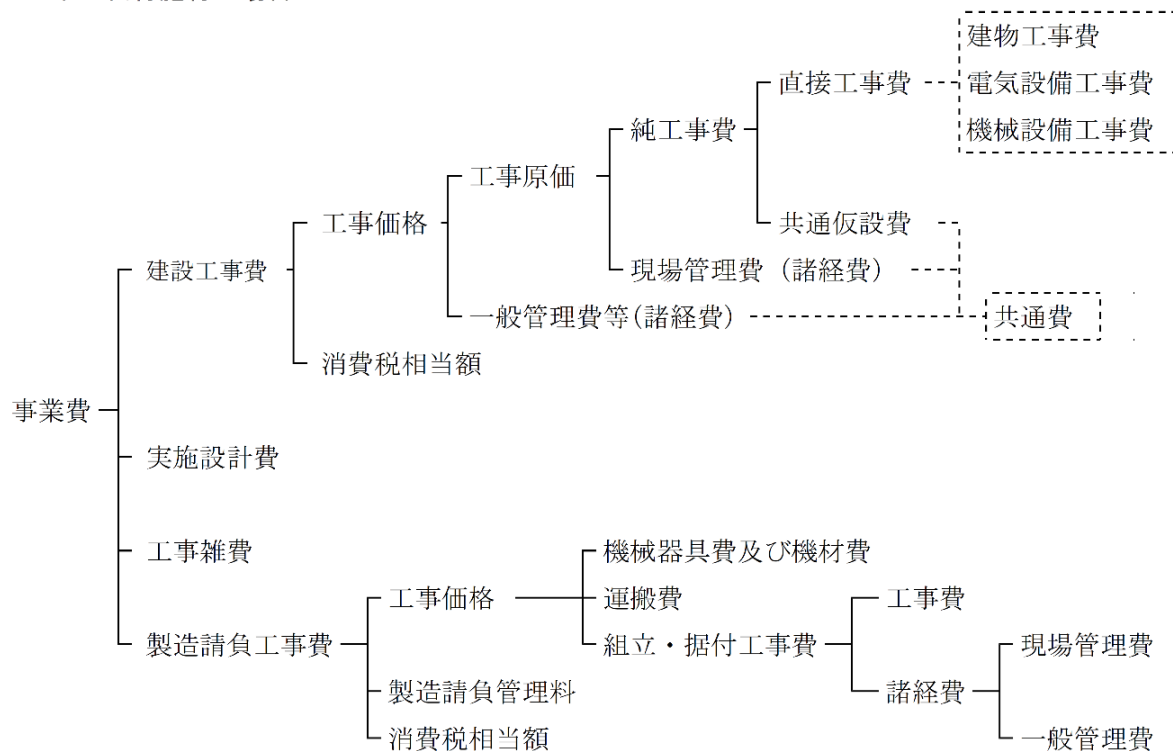 建物工事費
直接工事費
電気設備工事費
純工事費
機械設備工事費
工事原価
工事価格
共通仮設費
建設工事費
現場管理費（諸経費）
一般管理費等(諸経費)
共通費
消費税相当額
事業費
実施設計費
工事雑費
機械器具費及び機材費
工事価格
運搬費
工事費
製造請負工事費
組立・据付工事費
現場管理費
製造請負管理料
諸経費
消費税相当額
一般管理費